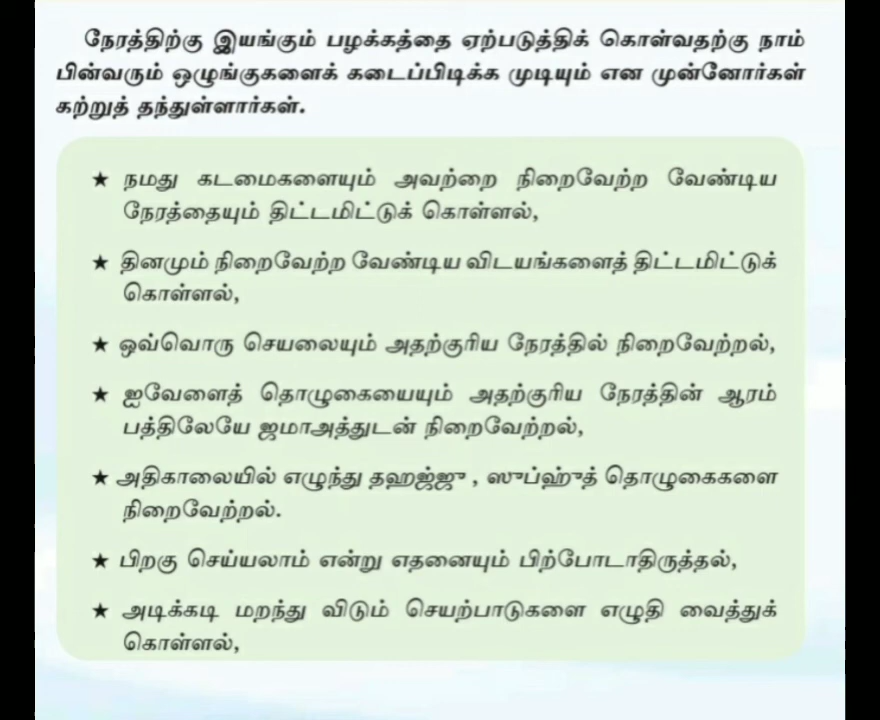 நேரத்திற்கு இயங்கும் பழக்கத்தை ஏற்படுத்திக் கொள்வதற்கு நாம்
பின்வரும் ஒழுங்குகளைக் கடைப்பிடிக்க முடியும் என முன்னோர்கள்
கற்றுத் தந்துள்ளார்கள்.
★ நமது கடமைகளையும் அவற்றை நிறைவேற்ற வேண்டிய
நேரத்தையும் திட்டமிட்டுக் கொள்ளல்,
★ தினமும் நிறைவேற்ற வேண்டிய விடயங்களைத் திட்டமிட்டுக்
கொள்ளல்,
★ ஒவ்வொரு செயலையும் அதற்குரிய நேரத்தில் நிறைவேற்றல்,
★ ஐவேளைத் தொழுகையையும் அதற்குரிய நேரத்தின் ஆரம்
பத்திலேயே ஜமாஅத்துடன் நிறைவேற்றல்,
★ அதிகாலையில் எழுந்து தஹஜ்ஜு , ஸுப்ஹுத் தொழுகைகளை
நிறைவேற்றல்.
★ பிறகு செய்யலாம் என்று எதனையும் பிற்போடாதிருத்தல்,
★ அடிக்கடி மறந்து விடும் செயற்பாடுகளை எழுதி வைத்துக்
கொள்ளல்,